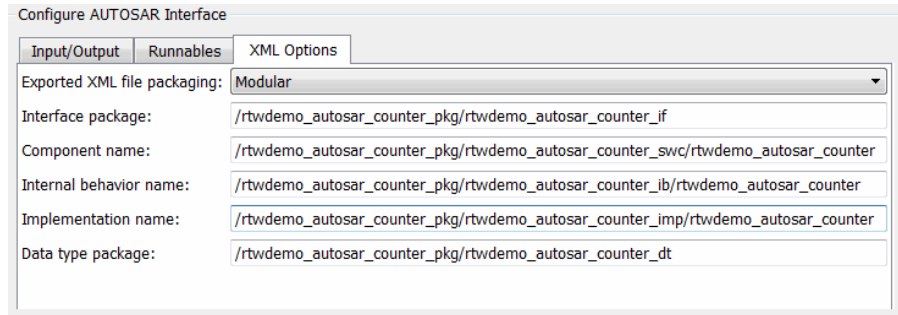 Configure AUTOSAR Interface
Input/Output Runnables XML Options
Exported XML file packaging: Modular
Interface package: /rtwdemo_autosar_counter_pkg/rtwdemo_autosar_counter_if
Component name: /rtwdemo_autosar_counter_pkg/rtwdemo_autosar_counter_swc/rtwdemo_autosar_counter
Internal behavior name: /rtwdemo_autosar_counter_pkg/rtwdemo_autosar_counter_ib/rtwdemo_autosar_counter
Implementation name: /rtwdemo_autosar_counter_pkg/rtwdemo_autosar_counter_imp/rtwdemo_autosar_counter
Data type package: /rtwdemo_autosar_counter_pkg/rtwdemo_autosar_counter_dt